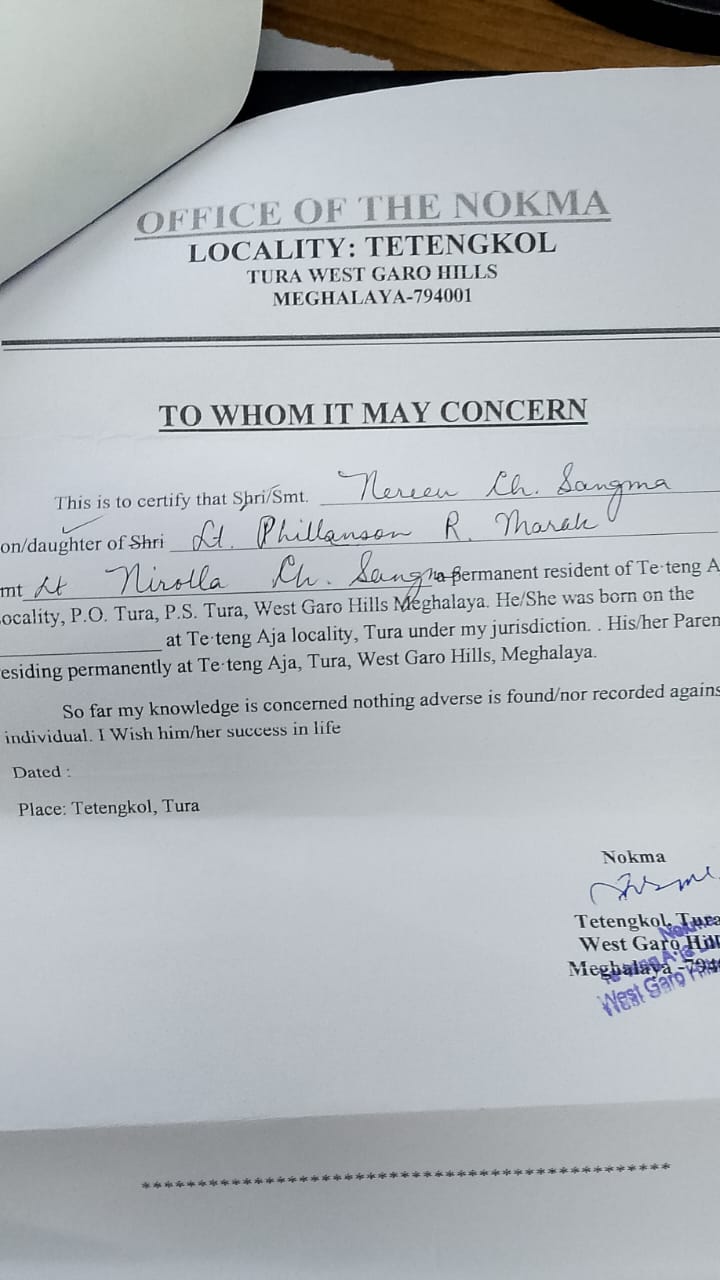 OFFICE OF THE NOKMA
LOCALITY: TETENGKOL
TURA WEST GARO HILLS
MEGHALAYA-794001
TO WHOM IT MAY CONCERN
This is to certify that Shri/Smt. Nereen Ch. Sangma
on/daughter of Shri Lt. Phillanson R. Marak
mt Lt Nirolla Ch. Sangma permanent resident of Te·teng A
ocality, P.O. Tura, P.S. Tura, West Garo Hills Meghalaya. He/She was born on the
at Te·teng Aja locality, Tura under my jurisdiction. . His/her Paren
esiding permanently at Te·teng Aja, Tura, West Garo Hills, Meghalaya.
So far my knowledge is concerned nothing adverse is found/nor recorded agains
individual. I Wish him/her success in life
Dated :
Place: Tetengkol, Tura
Nokma
Tetengkol, Tura
West Garo Hill
Meghalaya -794
Nokma
West Garo
********************************************